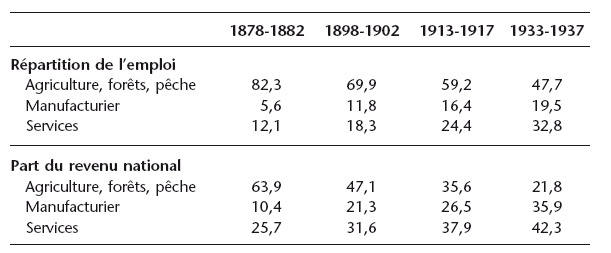 1878-1882 1898-1902 1913-1917 1933-1937
Répartition de l'emploi
Agriculture, forêts, pêche 82,3 69,9 59,2 47,7
Manufacturier 5,6 11,8 16,4 19,5
Services 12,1 18,3 24,4 32,8
Part du revenu national
Agriculture, forêts, pêche 63,9 47,1 35,6 21,8
Manufacturier 10,4 21,3 26,5 35,9
Services 25,7 31,6 37,9 42,3